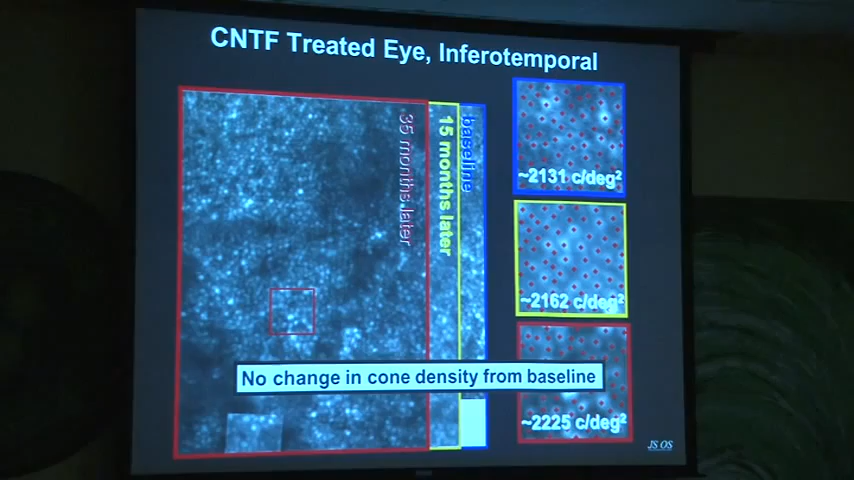 CNTF Treated Eye, Inferotemporal
35 months later
15 months later
baseline
~2131 c/deg²
~2162 c/deg²
~2225 c/deg²
No change in cone density from baseline
JS OS